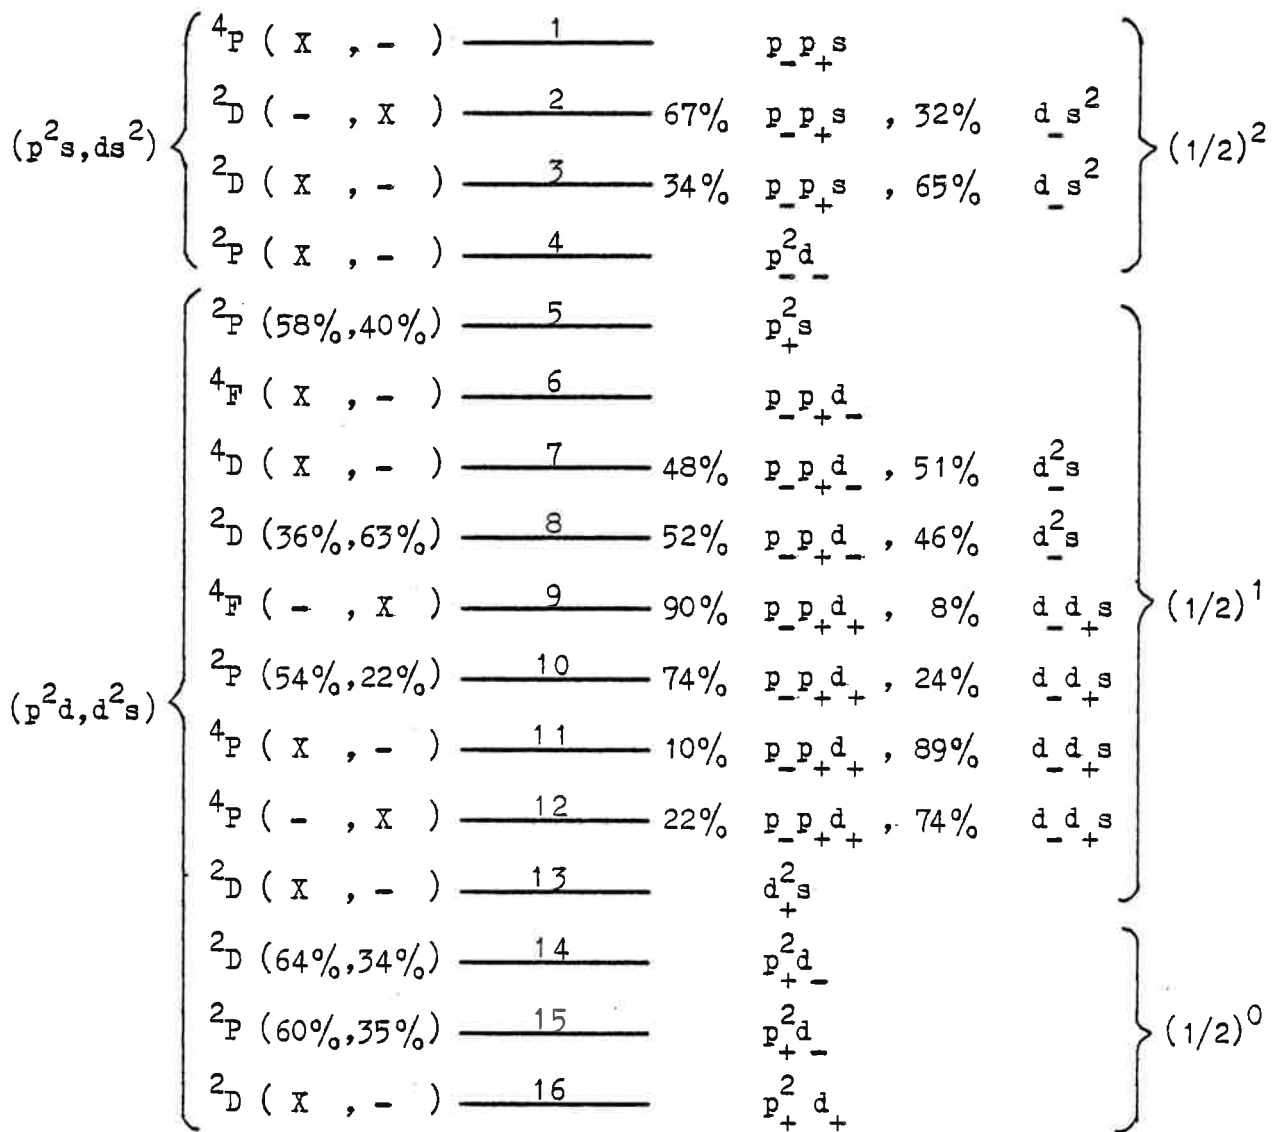 ⁴P ( X , - ) 1 p₋p₊s
²D ( - , X ) 2 67% p₋p₊s , 32% d₋s²
(p²s,ds²) (1/2)²
²D ( X , - ) 3 34% p₋p₊s , 65% d₋s²
²P ( X , - ) 4 p₋²d₋
²P (58%,40%) 5 p₊²s
⁴F ( X , - ) 6 p₋p₊d₋
⁴D ( X , - ) 7 48% p₋p₊d₋ , 51% d₋²s
²D (36%,63%) 8 52% p₋p₊d₋ , 46% d₋²s
⁴F ( - , X ) 9 90% p₋p₊d₊ , 8% d₋d₊s (1/2)¹
²P (54%,22%) 10 74% p₋p₊d₊ , 24% d₋d₊s
(p²d,d²s)
⁴P ( X , - ) 11 10% p₋p₊d₊ , 89% d₋d₊s
⁴P ( - , X ) 12 22% p₋p₊d₊ , 74% d₋d₊s
²D ( X , - ) 13 d₊²s
²D (64%,34%) 14 p₊²d₋
²P (60%,35%) 15 p₊²d₋ (1/2)⁰
²D ( X , - ) 16 p₊² d₊